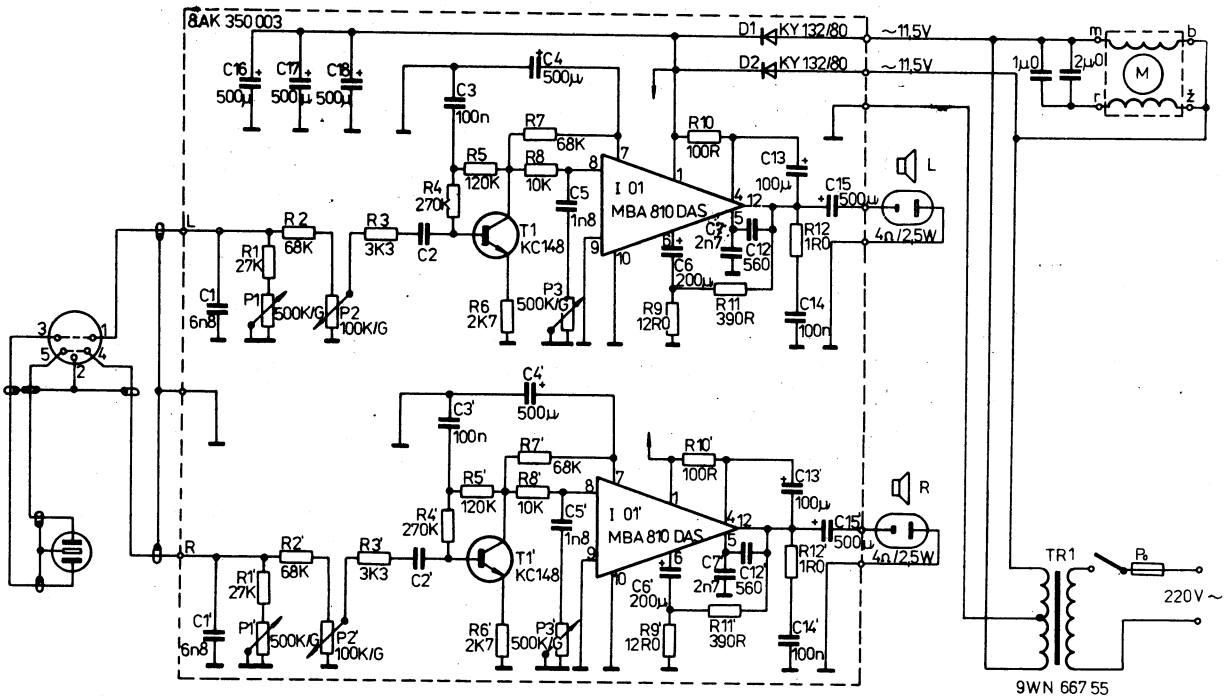 8AK 350 003
D1 KY 132/80 ~11,5V
D2 KY 132/80 ~11,5V
m b
1µ0 2µ0 M
r ž
C16 500µ
C17 500µ
C18 500µ
C4 500µ
C3 100n
R7 68K
R5 120K
R8 10K
R4 270K
7 8 1
I 01
MBA 810 DAS
4 12 5 6 9 10
R10 100R
C13 100µ
C15 500µ
L
4Ω/2,5W
L
R1 27K
R2 68K
R3 3K3
C2
T1 KC148
C5 1n8
C7 2n7
C12 560
R12 1R0
C6 200µ
C1 6n8
P1 500K/G
P2 100K/G
R6 2K7
P3 500K/G
R9 12R0
R11 390R
C14 100n
3 1
5 4
2
C4' 500µ
C3' 100n
R7' 68K
R5' 120K
R8' 10K
R4' 270K
7 8 1
I 01'
MBA 810 DAS
4 12 5 6 9 10
R10' 100R
C13' 100µ
C15' 500µ
R
4Ω/2,5W
R
R1' 27K
R2' 68K
R3' 3K3
C2'
T1' KC148
C5' 1n8
C7' 2n7
C12' 560
R12' 1R0
C6' 200µ
C1' 6n8
P1' 500K/G
P2' 100K/G
R6' 2K7
P3' 500K/G
R9' 12R0
R11' 390R
C14' 100n
TR1
220V ~
9WN 667 55